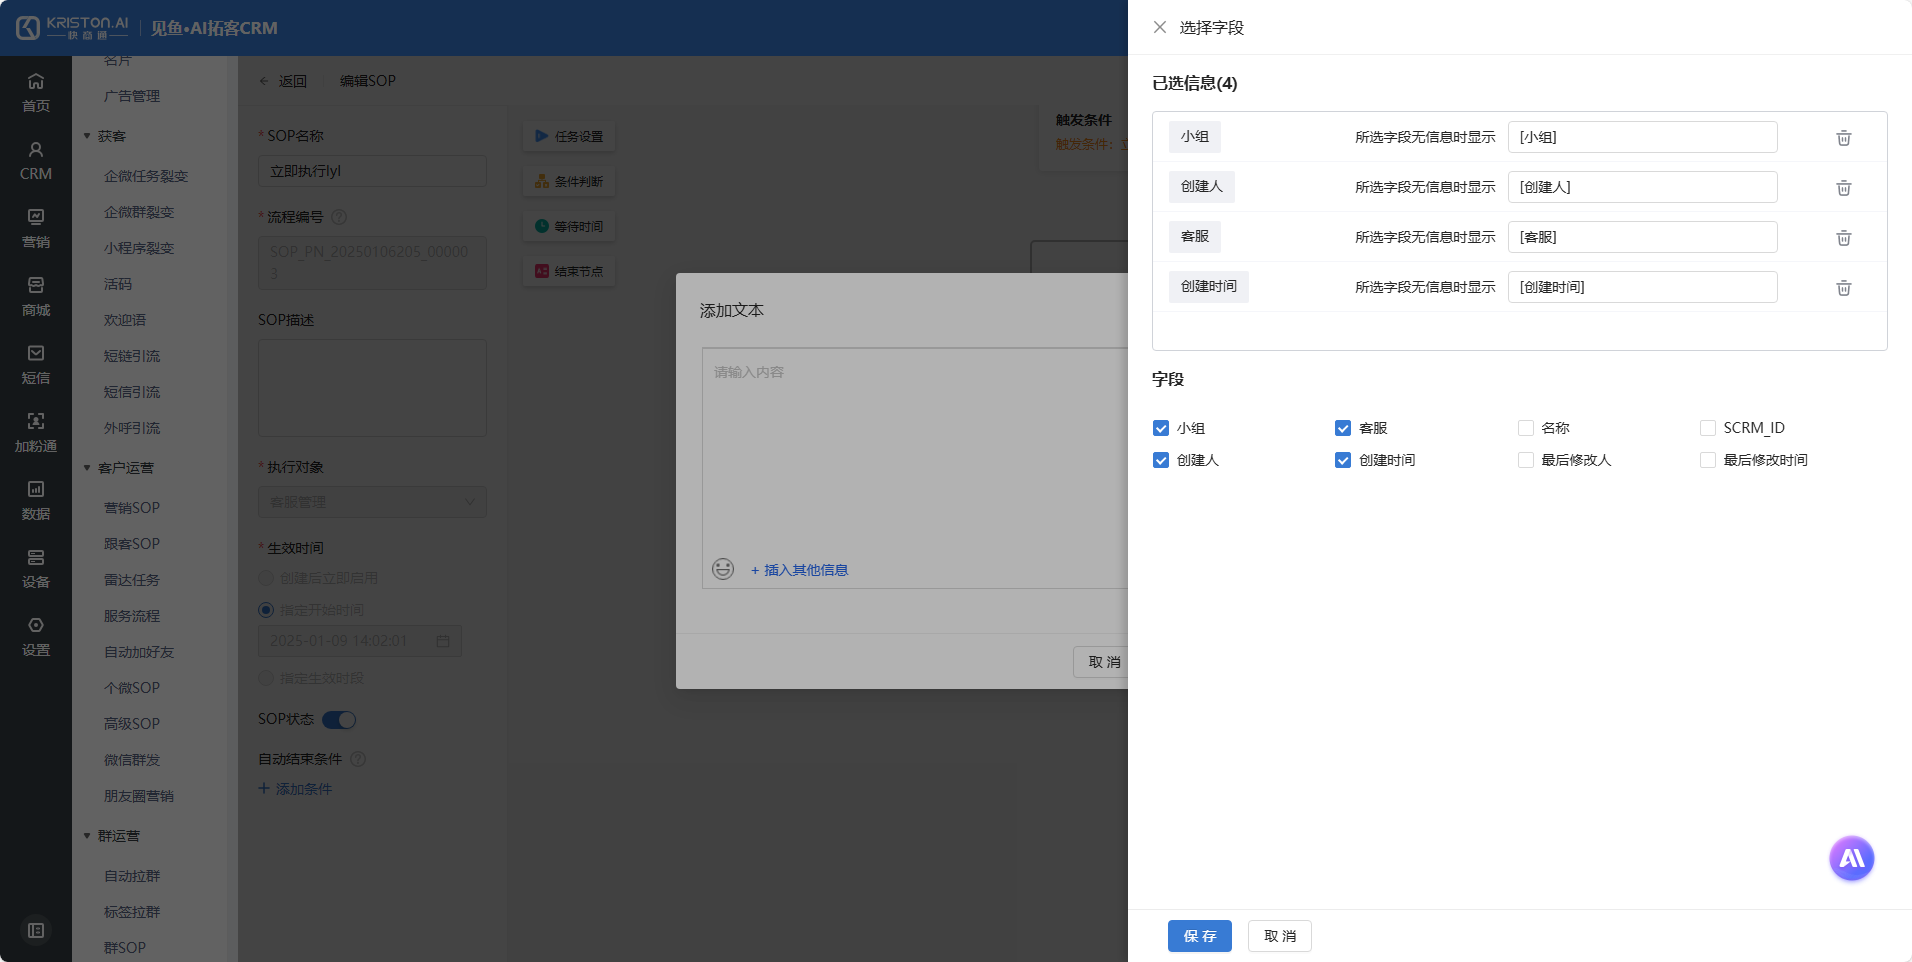 KRISTON.AI
快商通
见鱼•AI拓客CRM
首页
CRM
营销
商城
短信
加粉通
数据
设备
设置
名片
广告管理
获客
企微任务裂变
企微群裂变
小程序裂变
活码
欢迎语
短链引流
短信引流
外呼引流
客户运营
营销SOP
跟客SOP
雷达任务
服务流程
自动加好友
个微SOP
高级SOP
微信群发
朋友圈营销
群运营
自动拉群
标签拉群
群SOP
返回
编辑SOP
* SOP名称
立即执行lyl
* 流程编号
SOP_PN_20250106205_00000
3
SOP描述
* 执行对象
客服管理
* 生效时间
创建后立即启用
指定开始时间
2025-01-09 14:02:01
指定生效时段
SOP状态
自动结束条件
+ 添加条件
任务设置
条件判断
等待时间
结束节点
触发条件
触发条件：立
添加文本
请输入内容
+ 插入其他信息
取 消
选择字段
已选信息(4)
小组 所选字段无信息时显示 [小组]
创建人 所选字段无信息时显示 [创建人]
客服 所选字段无信息时显示 [客服]
创建时间 所选字段无信息时显示 [创建时间]
字段
小组 客服 名称 SCRM_ID
创建人 创建时间 最后修改人 最后修改时间
保 存 取 消